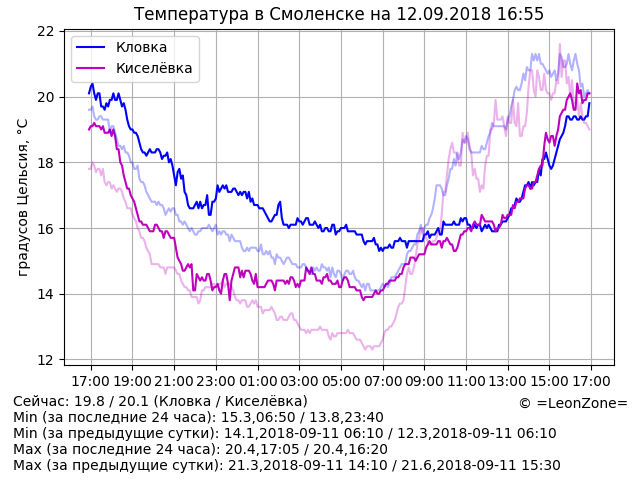 Температура в Смоленске на 12.09.2018 16:55
Кловка
Киселёвка
градусов Цельсия, °C
22
20
18
16
14
12
17:00 19:00 21:00 23:00 01:00 03:00 05:00 07:00 09:00 11:00 13:00 15:00 17:00
Сейчас: 19.8 / 20.1 (Кловка / Киселёвка)
© =LeonZone=
Min (за последние 24 часа): 15.3,06:50 / 13.8,23:40
Min (за предыдущие сутки): 14.1,2018-09-11 06:10 / 12.3,2018-09-11 06:10
Max (за последние 24 часа): 20.4,17:05 / 20.4,16:20
Max (за предыдущие сутки): 21.3,2018-09-11 14:10 / 21.6,2018-09-11 15:30